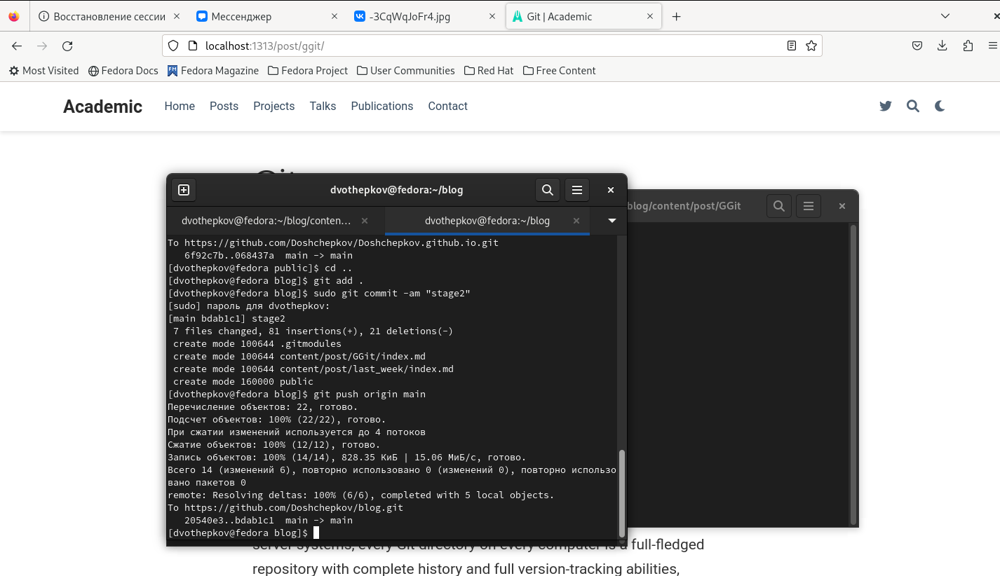 Восстановление сессии
Мессенджер
-3CqWqJoFr4.jpg
Git | Academic
localhost:1313/post/ggit/
Most Visited
Fedora Docs
Fedora Magazine
Fedora Project
User Communities
Red Hat
Free Content
Academic
Home
Posts
Projects
Talks
Publications
Contact
dvothepkov@fedora:~/blog
blog/content/post/GGit
dvothepkov@fedora:~/blog/conten…
dvothepkov@fedora:~/blog
To https://github.com/Doshchepkov/Doshchepkov.github.io.git
6f92c7b..068437a  main -> main
[dvothepkov@fedora public]$ cd ..
[dvothepkov@fedora blog]$ git add .
[dvothepkov@fedora blog]$ sudo git commit -am "stage2"
[sudo] пароль для dvothepkov:
[main bdab1c1] stage2
7 files changed, 81 insertions(+), 21 deletions(-)
create mode 100644 .gitmodules
create mode 100644 content/post/GGit/index.md
create mode 100644 content/post/last_week/index.md
create mode 160000 public
[dvothepkov@fedora blog]$ git push origin main
Перечисление объектов: 22, готово.
Подсчет объектов: 100% (22/22), готово.
При сжатии изменений используется до 4 потоков
Сжатие объектов: 100% (12/12), готово.
Запись объектов: 100% (14/14), 828.35 КиБ | 15.06 МиБ/с, готово.
Всего 14 (изменений 6), повторно использовано 0 (изменений 0), повторно использо
вано пакетов 0
remote: Resolving deltas: 100% (6/6), completed with 5 local objects.
To https://github.com/Doshchepkov/blog.git
20540e3..bdab1c1  main -> main
[dvothepkov@fedora blog]$
server systems, every Git directory on every computer is a full-fledged
repository with complete history and full version-tracking abilities,